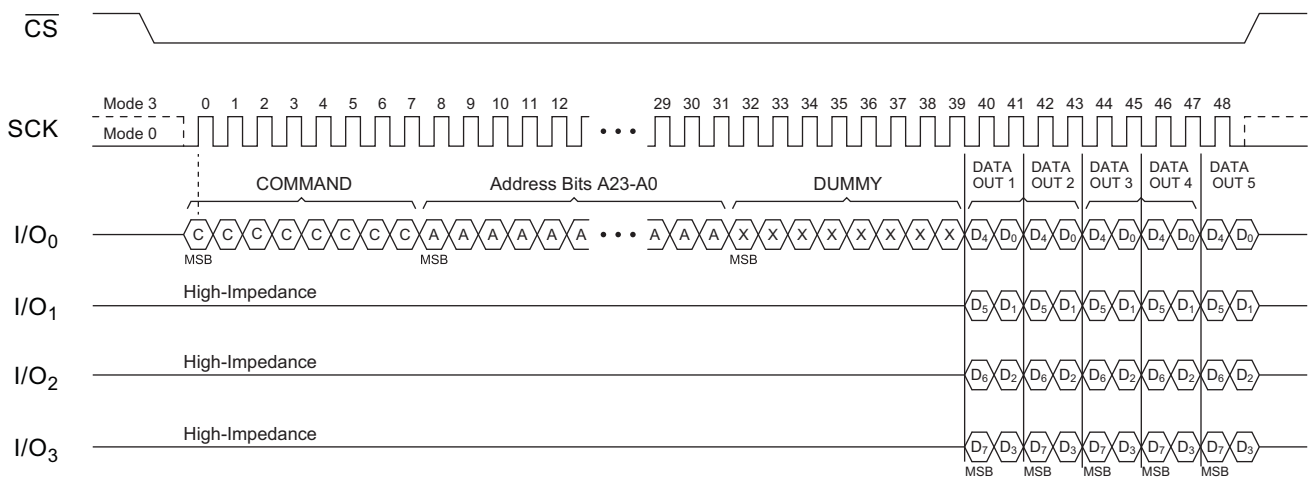 CS
Mode 3 0 1 2 3 4 5 6 7 8 9 10 11 12 29 30 31 32 33 34 35 36 37 38 39 40 41 42 43 44 45 46 47 48
SCK Mode 0
COMMAND Address Bits A23-A0 DUMMY DATA OUT 1 DATA OUT 2 DATA OUT 3 DATA OUT 4 DATA OUT 5
I/O0 C C C C C C C C A A A A A A ••• A A A X X X X X X X X D4 D0 D4 D0 D4 D0 D4 D0 D4 D0
MSB MSB MSB
High-Impedance
I/O1 D5 D1 D5 D1 D5 D1 D5 D1 D5 D1
High-Impedance
I/O2 D6 D2 D6 D2 D6 D2 D6 D2 D6 D2
High-Impedance
I/O3 D7 D3 D7 D3 D7 D3 D7 D3 D7 D3
MSB MSB MSB MSB MSB